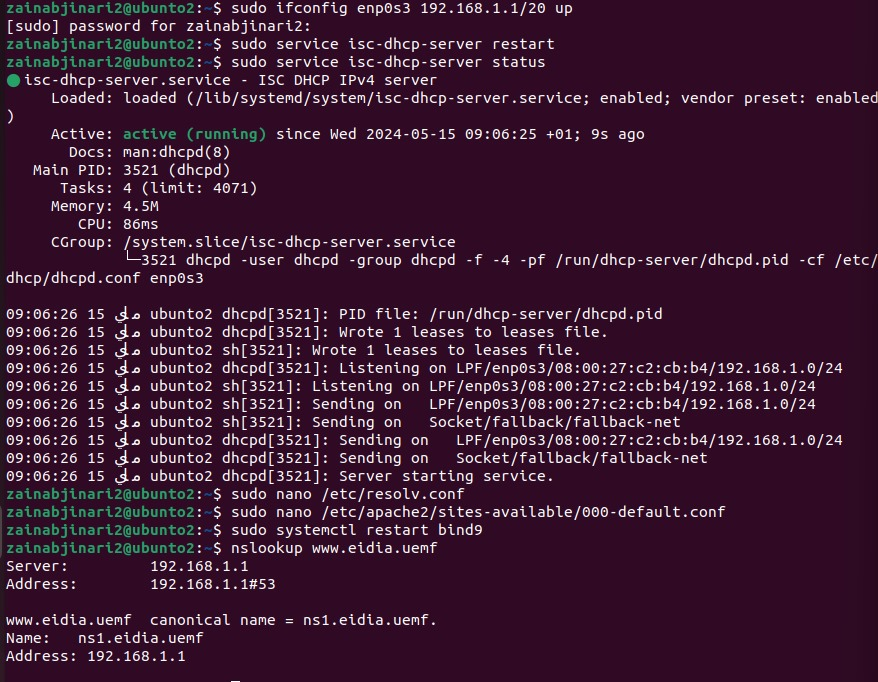 zainabjinari2@ubunto2:~$ sudo ifconfig enp0s3 192.168.1.1/20 up
[sudo] password for zainabjinari2:
zainabjinari2@ubunto2:~$ sudo service isc-dhcp-server restart
zainabjinari2@ubunto2:~$ sudo service isc-dhcp-server status
● isc-dhcp-server.service - ISC DHCP IPv4 server
     Loaded: loaded (/lib/systemd/system/isc-dhcp-server.service; enabled; vendor preset: enabled
)
     Active: active (running) since Wed 2024-05-15 09:06:25 +01; 9s ago
       Docs: man:dhcpd(8)
   Main PID: 3521 (dhcpd)
      Tasks: 4 (limit: 4071)
     Memory: 4.5M
        CPU: 86ms
     CGroup: /system.slice/isc-dhcp-server.service
             └─3521 dhcpd -user dhcpd -group dhcpd -f -4 -pf /run/dhcp-server/dhcpd.pid -cf /etc/
dhcp/dhcpd.conf enp0s3

09:06:26 15 ماي ubunto2 dhcpd[3521]: PID file: /run/dhcp-server/dhcpd.pid
09:06:26 15 ماي ubunto2 dhcpd[3521]: Wrote 1 leases to leases file.
09:06:26 15 ماي ubunto2 sh[3521]: Wrote 1 leases to leases file.
09:06:26 15 ماي ubunto2 dhcpd[3521]: Listening on LPF/enp0s3/08:00:27:c2:cb:b4/192.168.1.0/24
09:06:26 15 ماي ubunto2 sh[3521]: Listening on LPF/enp0s3/08:00:27:c2:cb:b4/192.168.1.0/24
09:06:26 15 ماي ubunto2 sh[3521]: Sending on   LPF/enp0s3/08:00:27:c2:cb:b4/192.168.1.0/24
09:06:26 15 ماي ubunto2 sh[3521]: Sending on   Socket/fallback/fallback-net
09:06:26 15 ماي ubunto2 dhcpd[3521]: Sending on   LPF/enp0s3/08:00:27:c2:cb:b4/192.168.1.0/24
09:06:26 15 ماي ubunto2 dhcpd[3521]: Sending on   Socket/fallback/fallback-net
09:06:26 15 ماي ubunto2 dhcpd[3521]: Server starting service.
zainabjinari2@ubunto2:~$ sudo nano /etc/resolv.conf
zainabjinari2@ubunto2:~$ sudo nano /etc/apache2/sites-available/000-default.conf
zainabjinari2@ubunto2:~$ sudo systemctl restart bind9
zainabjinari2@ubunto2:~$ nslookup www.eidia.uemf
Server:         192.168.1.1
Address:        192.168.1.1#53

www.eidia.uemf  canonical name = ns1.eidia.uemf.
Name:   ns1.eidia.uemf
Address: 192.168.1.1